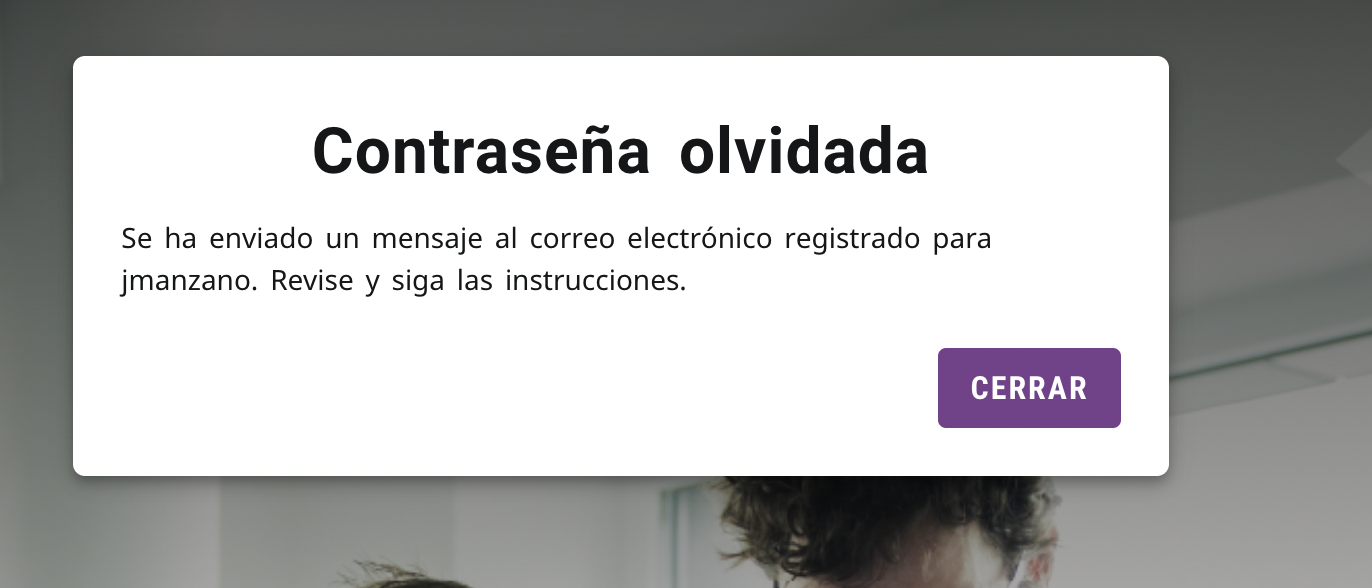 Contraseña olvidada
Se ha enviado un mensaje al correo electrónico registrado para
jmanzano. Revise y siga las instrucciones.
CERRAR